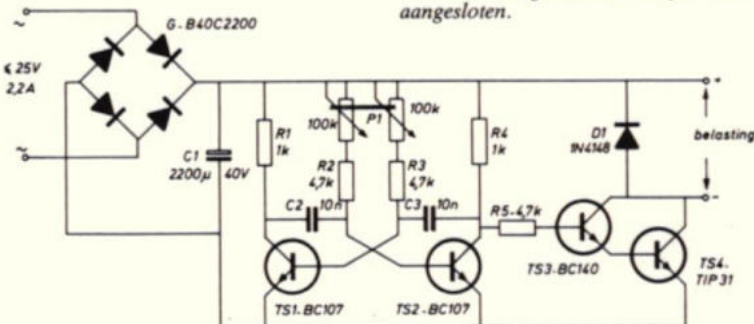 aangesloten.
G-B40C2200
~
≤ 25V
2,2A
~
C1
2200µ 40V
R1
1k
100k
P1
100k
R2
4,7k
R3
4,7k
R4
1k
C2 10n
C3 10n
R5-4,7k
D1
1N4148
+
belasting
-
TS1-BC107
TS2-BC107
TS3-BC140
TS4-
TIP31